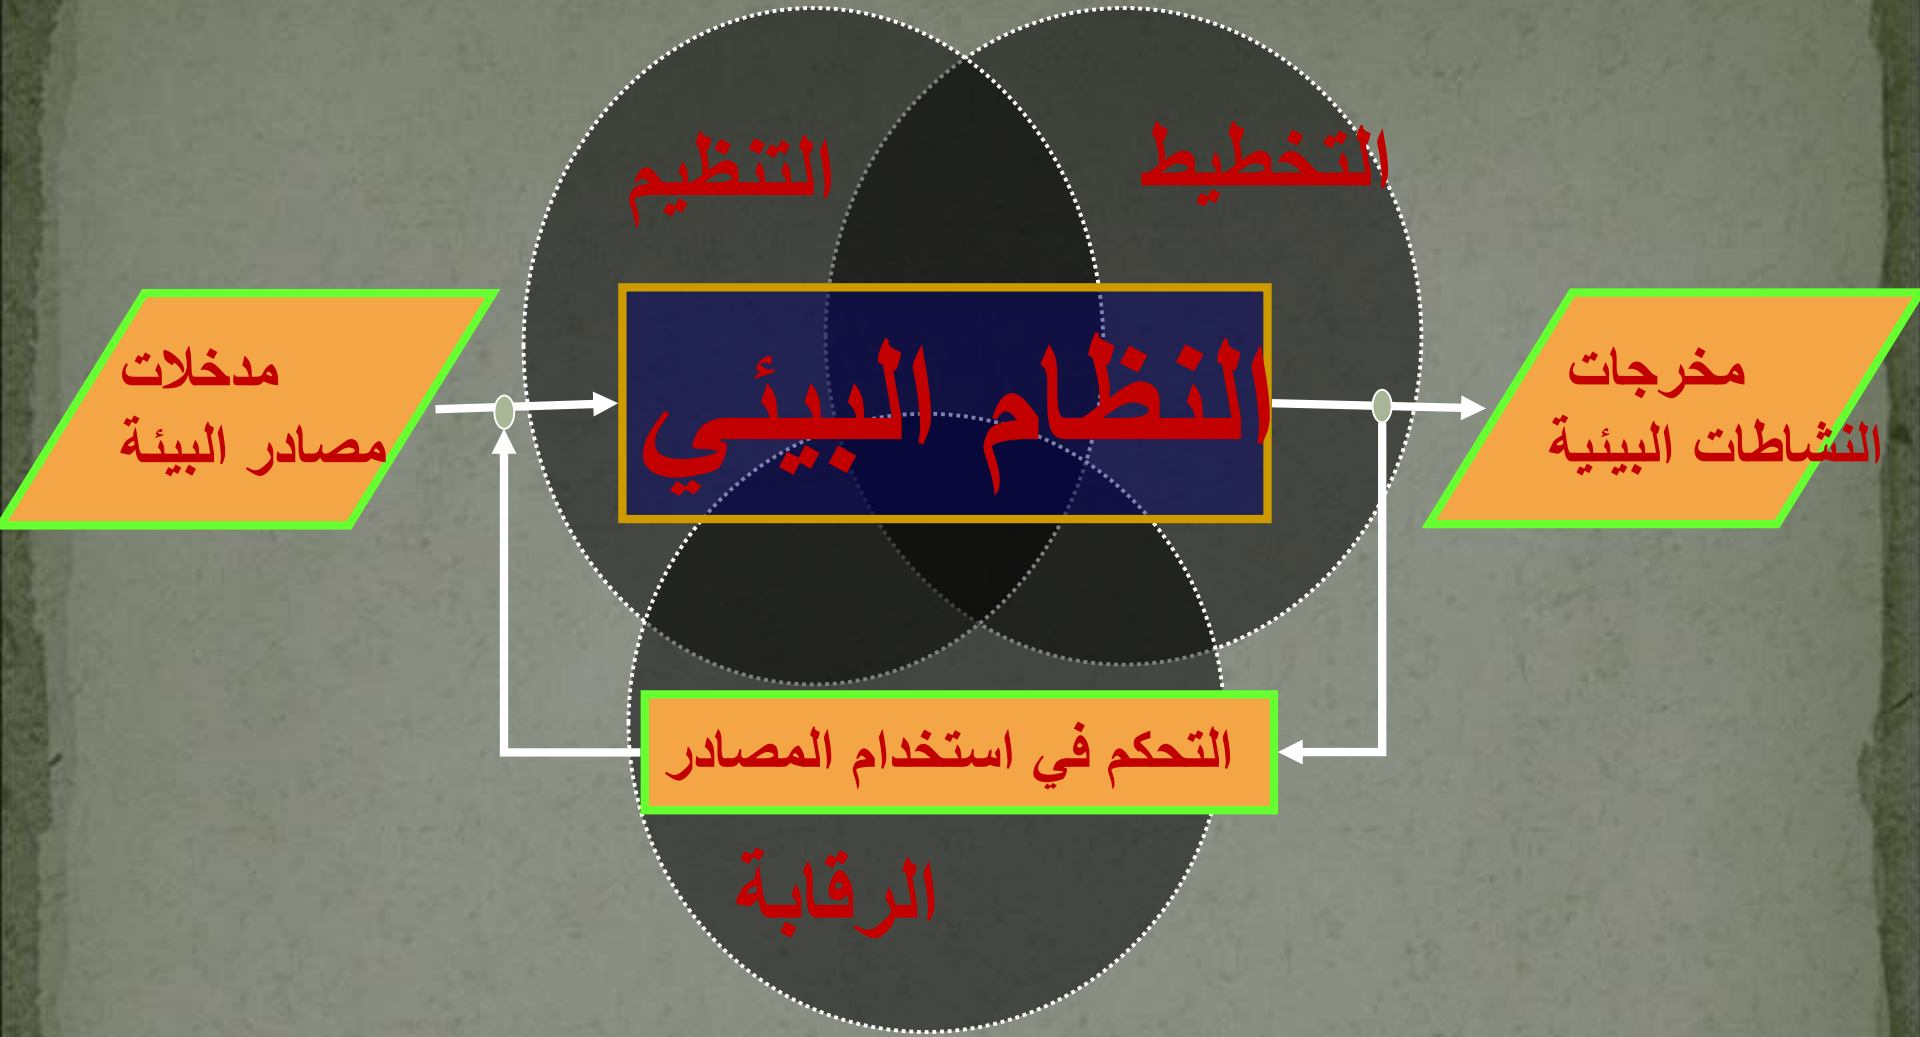 التخطيط
التنظيم
مخرجات
النشاطات البيئية
النظام البيئي
مدخلات
مصادر البيئة
التحكم في استخدام المصادر
الرقابة